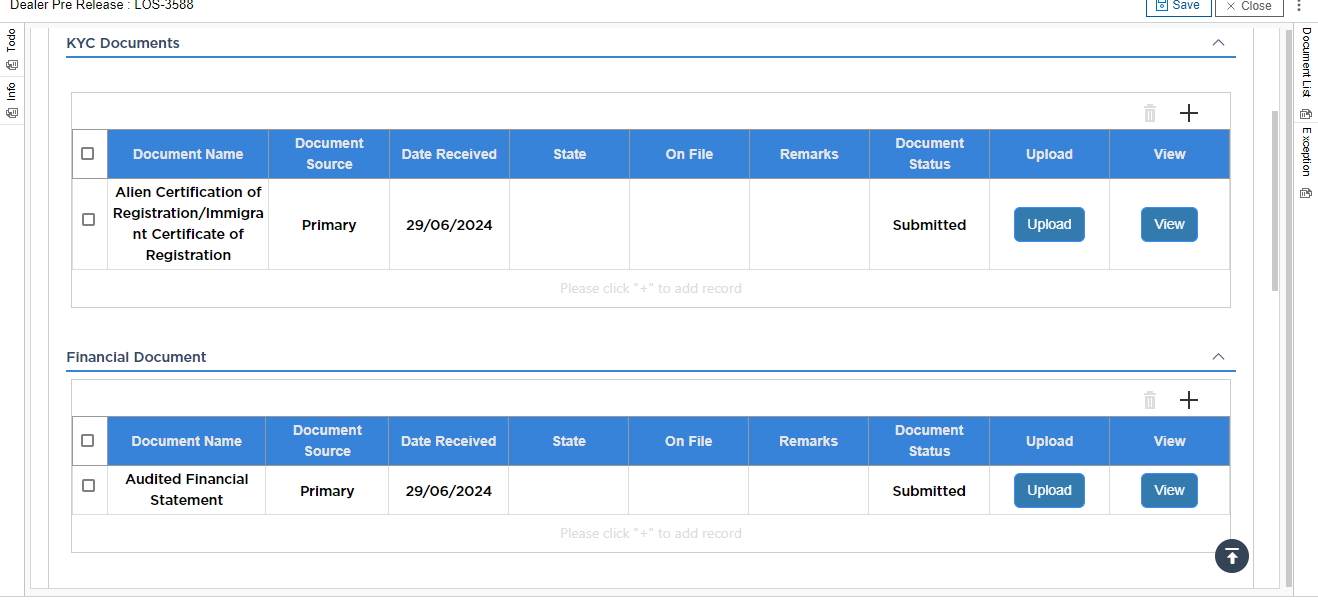 Dealer Pre Release : LOS-3588
Save
Close
Todo
Info
Document List
Exception
KYC Documents
Document Name Document Source Date Received State On File Remarks Document Status Upload View
Alien Certification of
Registration/Immigra
nt Certificate of
Registration
Primary 29/06/2024 Submitted Upload View
Please click "+" to add record
Financial Document
Document Name Document Source Date Received State On File Remarks Document Status Upload View
Audited Financial
Statement
Primary 29/06/2024 Submitted Upload View
Please click "+" to add record